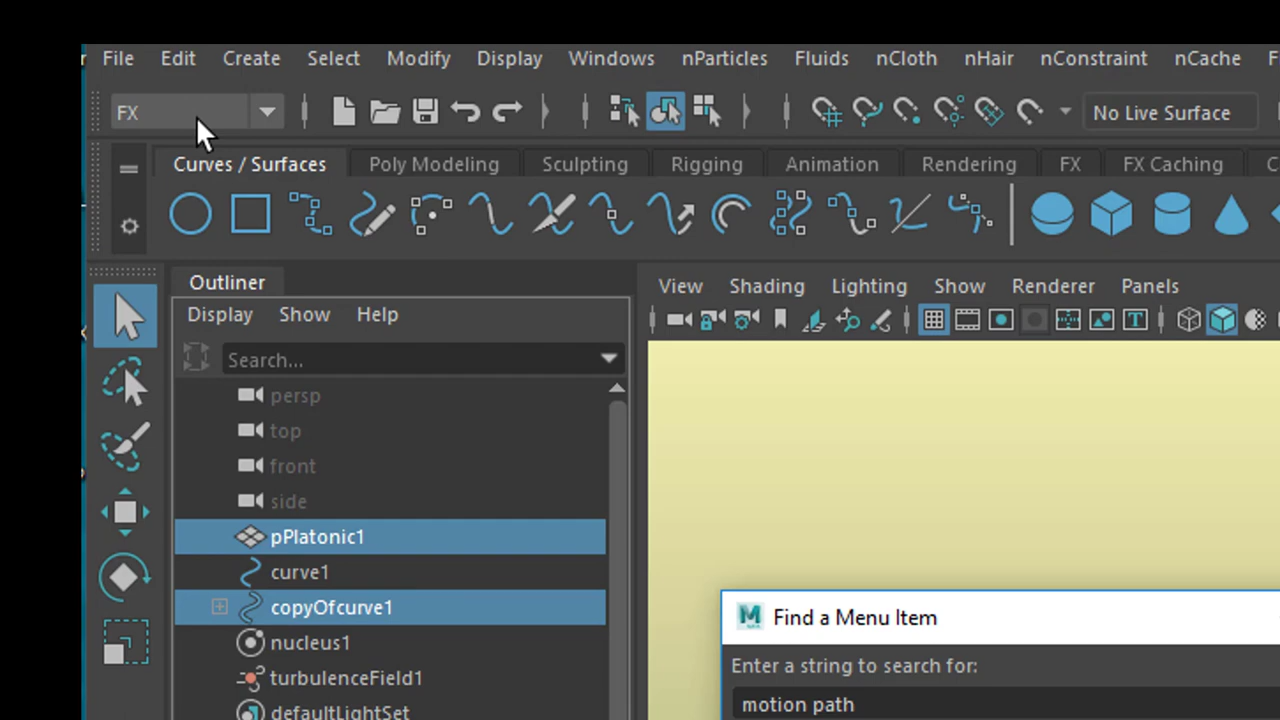 File Edit Create Select Modify Display Windows nParticles Fluids nCloth nHair nConstraint nCache F
FX
No Live Surface
Curves / Surfaces Poly Modeling Sculpting Rigging Animation Rendering FX FX Caching C
Outliner
View Shading Lighting Show Renderer Panels
Display Show Help
Search...
persp
top
front
side
pPlatonic1
curve1
copyOfcurve1
nucleus1
turbulenceField1
defaultLightSet
Find a Menu Item
Enter a string to search for:
motion path